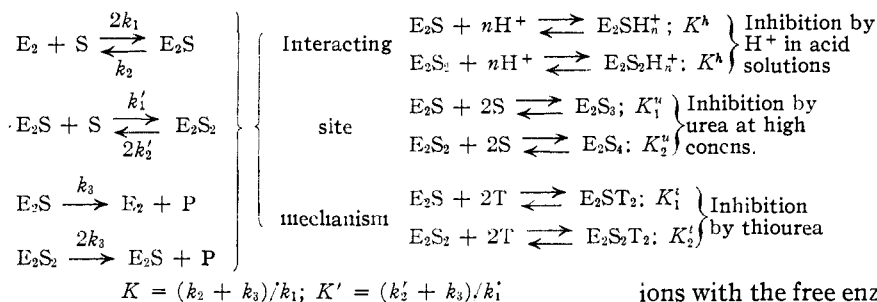 2k₁
E₂ + S ⇌ E₂S
k₂
k₁′
E₂S + S ⇌ E₂S₂
2k₂′
k₃
E₂S → E₂ + P
2k₃
E₂S₂ → E₂S + P
Interacting
site
mechanism
E₂S + nH⁺ ⇌ E₂SHₙ⁺; Kʰ
E₂S₂ + nH⁺ ⇌ E₂S₂Hₙ⁺: Kʰ
Inhibition by
H⁺ in acid
solutions
E₂S + 2S ⇌ E₂S₃; K₁ᵘ
E₂S₂ + 2S ⇌ E₂S₄; K₂ᵘ
Inhibition by
urea at high
concns.
E₂S + 2T ⇌ E₂ST₂: K₁ᵗ
E₂S₂ + 2T ⇌ E₂S₂T₂; K₂ᵗ
Inhibition
by thiourea
K = (k₂ + k₃)/k₁; K′ = (k₂′ + k₃)/k₁′
ions with the free enz